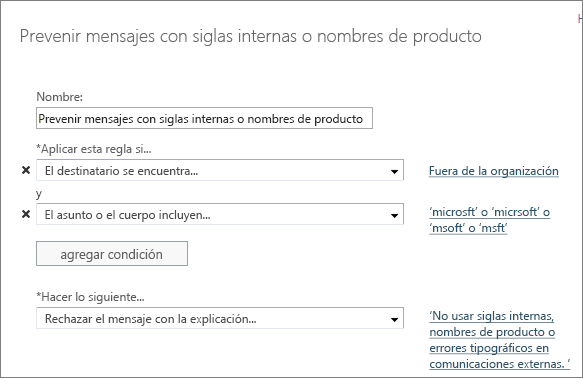 Prevenir mensajes con siglas internas o nombres de producto
Nombre:
Prevenir mensajes con siglas internas o nombres de producto
*Aplicar esta regla si...
El destinatario se encuentra...
Fuera de la organización
y
El asunto o el cuerpo incluyen...
‘microsft’ o ‘micrsoft’ o
‘msoft’ o ‘msft’
agregar condición
*Hacer lo siguiente...
Rechazar el mensaje con la explicación...
‘No usar siglas internas,
nombres de producto o
errores tipográficos en
comunicaciones externas. ‘